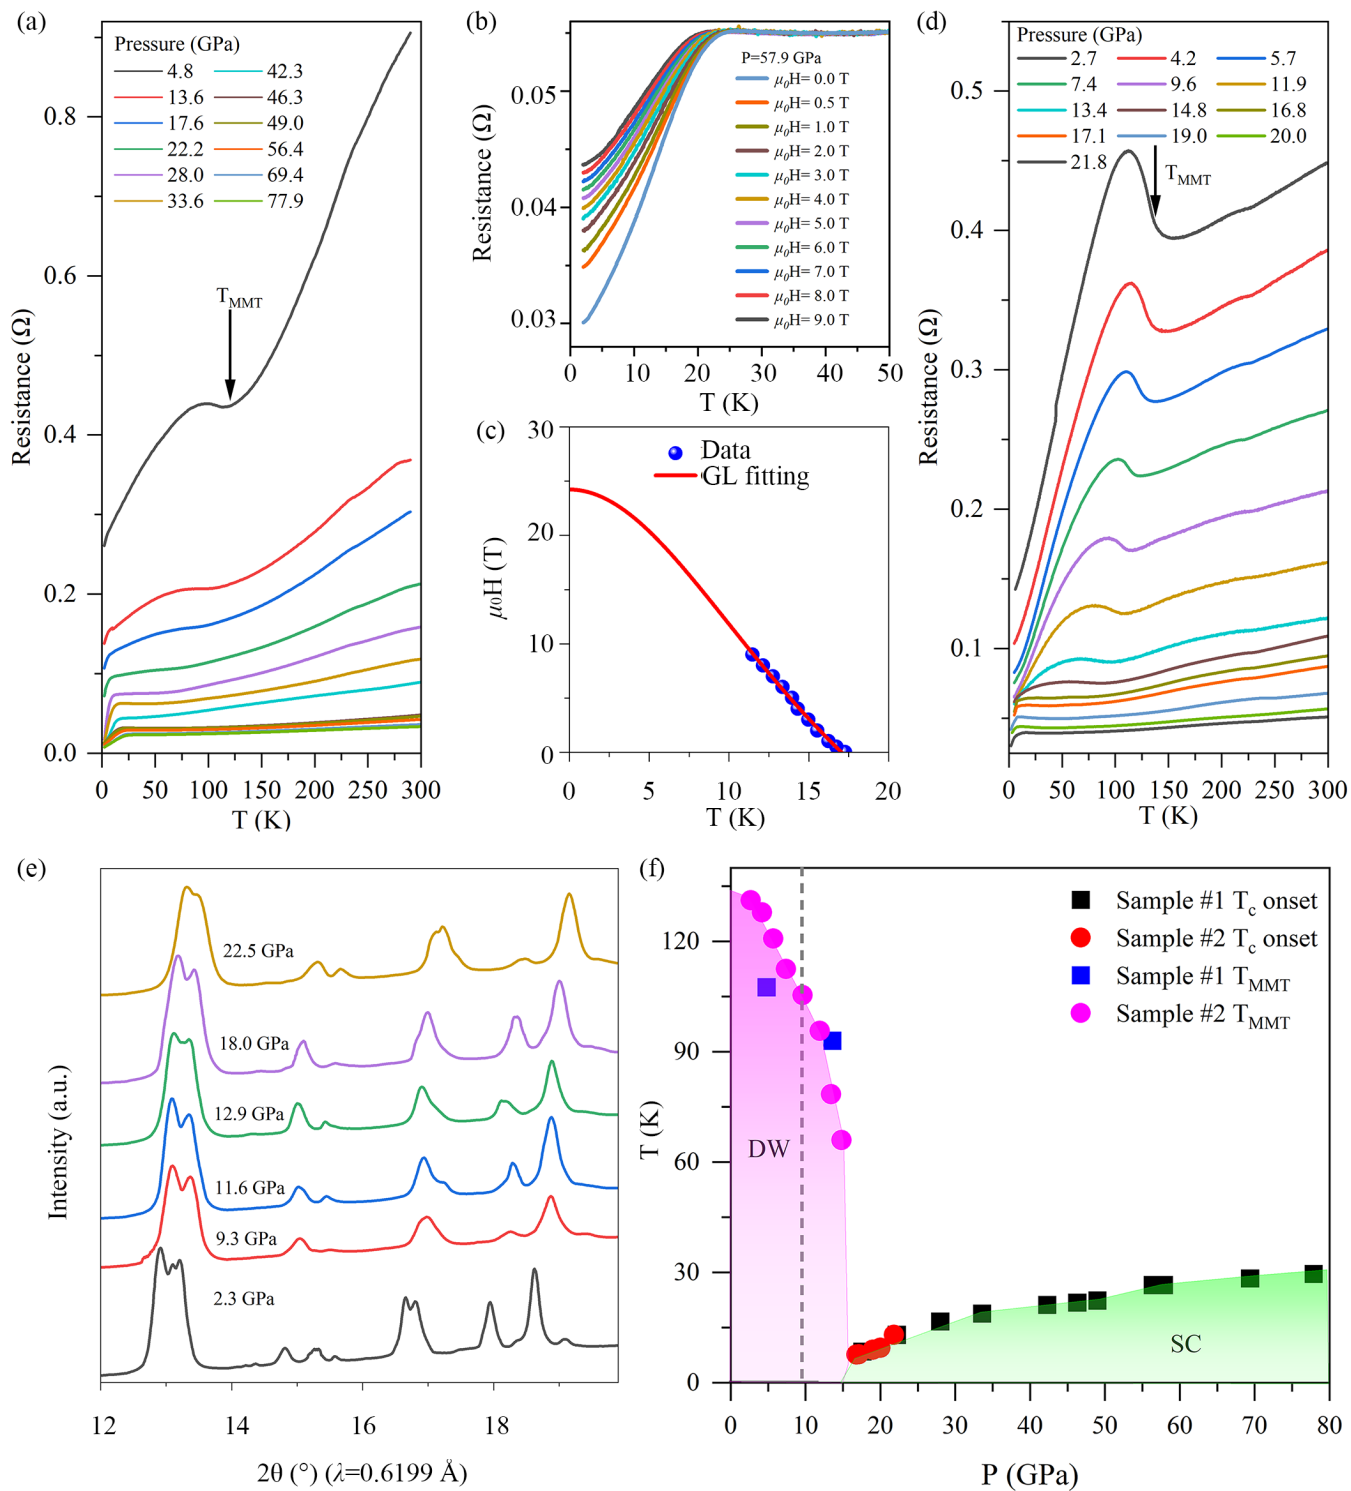 (a)
Pressure (GPa)
4.8 42.3
13.6 46.3
17.6 49.0
22.2 56.4
28.0 69.4
33.6 77.9
T_MMT
0.8
0.6
0.4
0.2
0.0
Resistance (Ω)
0 50 100 150 200 250 300
T (K)
(b)
P=57.9 GPa
μ₀H= 0.0 T
μ₀H= 0.5 T
μ₀H= 1.0 T
μ₀H= 2.0 T
μ₀H= 3.0 T
μ₀H= 4.0 T
μ₀H= 5.0 T
μ₀H= 6.0 T
μ₀H= 7.0 T
μ₀H= 8.0 T
μ₀H= 9.0 T
0.05
0.04
0.03
Resistance (Ω)
0 10 20 30 40 50
T (K)
(c)
Data
GL fitting
30
20
10
0
μ₀H (T)
0 5 10 15 20
T (K)
(d)
Pressure (GPa)
2.7 4.2 5.7
7.4 9.6 11.9
13.4 14.8 16.8
17.1 19.0 20.0
21.8
T_MMT
0.5
0.4
0.3
0.2
0.1
Resistance (Ω)
0 50 100 150 200 250 300
T (K)
(e)
22.5 GPa
18.0 GPa
12.9 GPa
11.6 GPa
9.3 GPa
2.3 GPa
Intensity (a.u.)
12 14 16 18
2θ (°) (λ=0.6199 Å)
(f)
Sample #1 T_c onset
Sample #2 T_c onset
Sample #1 T_MMT
Sample #2 T_MMT
DW
SC
120
90
60
30
0
T (K)
0 10 20 30 40 50 60 70 80
P (GPa)